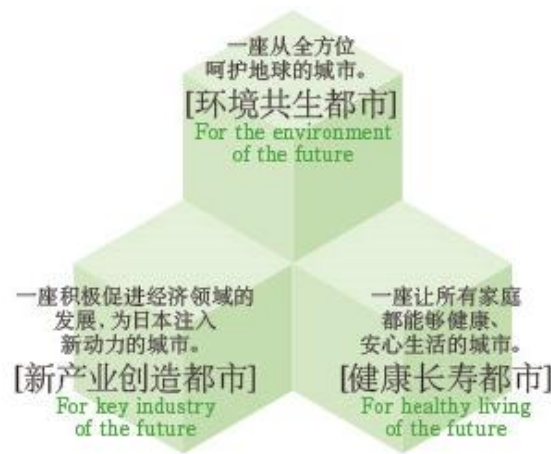 一座从全方位
呵护地球的城市。
[环境共生都市]
For the environment
of the future
一座积极促进经济领域的
发展、为日本注入
新动力的城市。
[新产业创造都市]
For key industry
of the future
一座让所有家庭
都能够健康、
安心生活的城市。
[健康长寿都市]
For healthy living
of the future